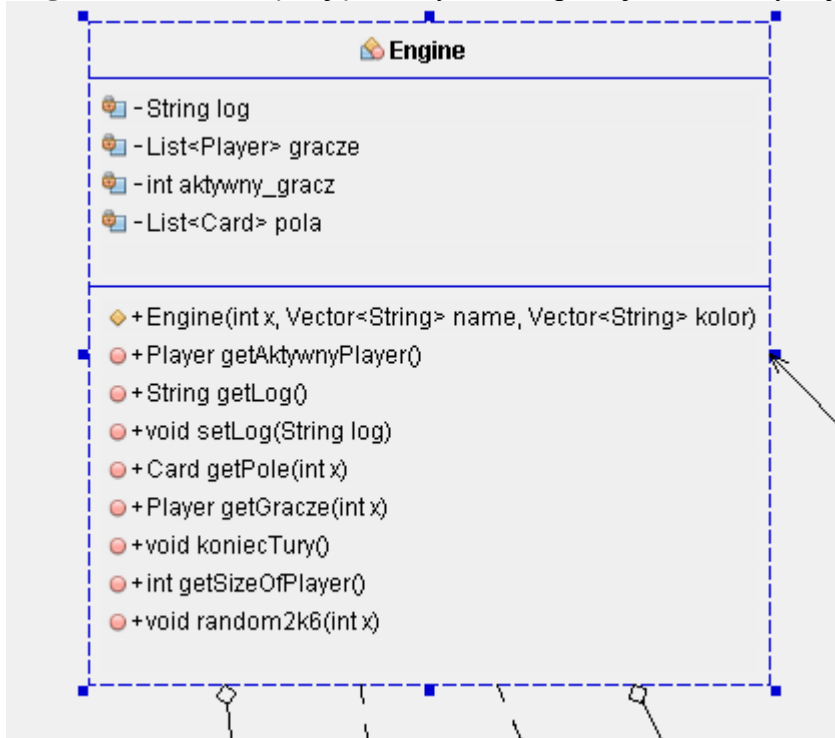 Engine
-String log
-List<Player> gracze
-int aktywny_gracz
-List<Card> pola
+Engine(int x, Vector<String> name, Vector<String> kolor)
+Player getAktywnyPlayer()
+String getLog()
+void setLog(String log)
+Card getPole(int x)
+Player getGracze(int x)
+void koniecTury()
+int getSizeOfPlayer()
+void random2k6(int x)